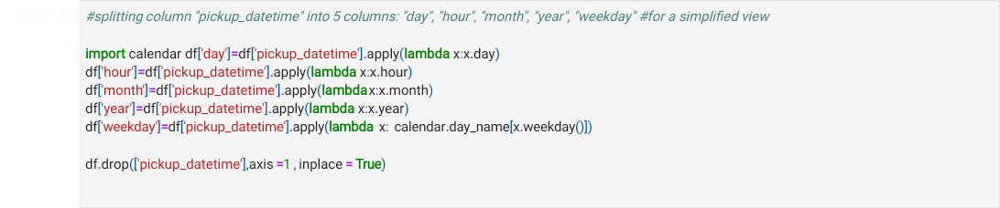 In [ ]:
#splitting column "pickup_datetime" into 5 columns: "day", "hour", "month", "year", "weekday" #for a simplified view
import calendar df['day']=df['pickup_datetime'].apply(lambda x:x.day)
df['hour']=df['pickup_datetime'].apply(lambda x:x.hour)
df['month']=df['pickup_datetime'].apply(lambdax:x.month)
df['year']=df['pickup_datetime'].apply(lambda x:x.year)
df['weekday']=df['pickup_datetime'].apply(lambda x: calendar.day_name[x.weekday()])
df.drop(['pickup_datetime'],axis =1 , inplace = True)